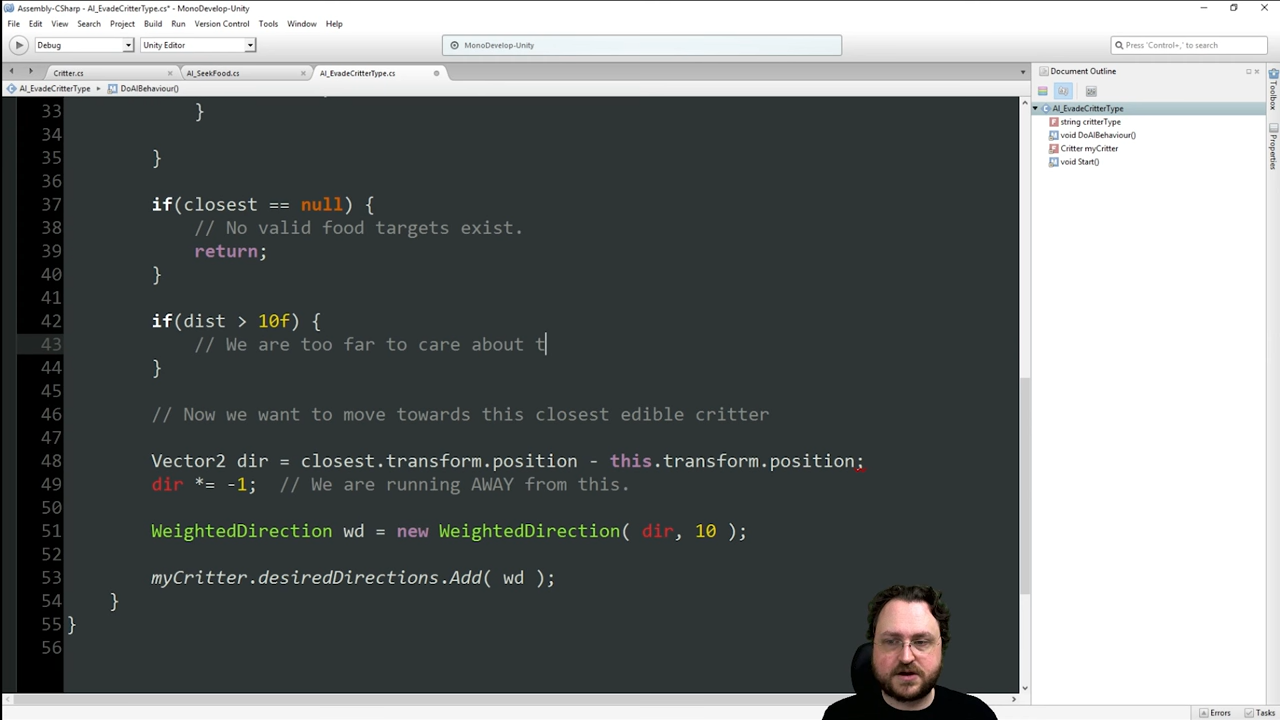 Assembly-CSharp - AI_EvadeCritterType.cs* - MonoDevelop-Unity
File Edit View Search Project Build Run Version Control Tools Window Help
Debug Unity Editor MonoDevelop-Unity Press 'Control+,' to search
Critter.cs AI_SeekFood.cs AI_EvadeCritterType.cs
AI_EvadeCritterType DoAIBehaviour()
Document Outline
AI_EvadeCritterType
string critterType
void DoAIBehaviour()
Critter myCritter
void Start()
Toolbox
Properties
33 }
34
35 }
36
37 if(closest == null) {
38 // No valid food targets exist.
39 return;
40 }
41
42 if(dist > 10f) {
43 // We are too far to care about t
44 }
45
46 // Now we want to move towards this closest edible critter
47
48 Vector2 dir = closest.transform.position - this.transform.position;
49 dir *= -1; // We are running AWAY from this.
50
51 WeightedDirection wd = new WeightedDirection( dir, 10 );
52
53 myCritter.desiredDirections.Add( wd );
54 }
55 }
56
Errors Tasks